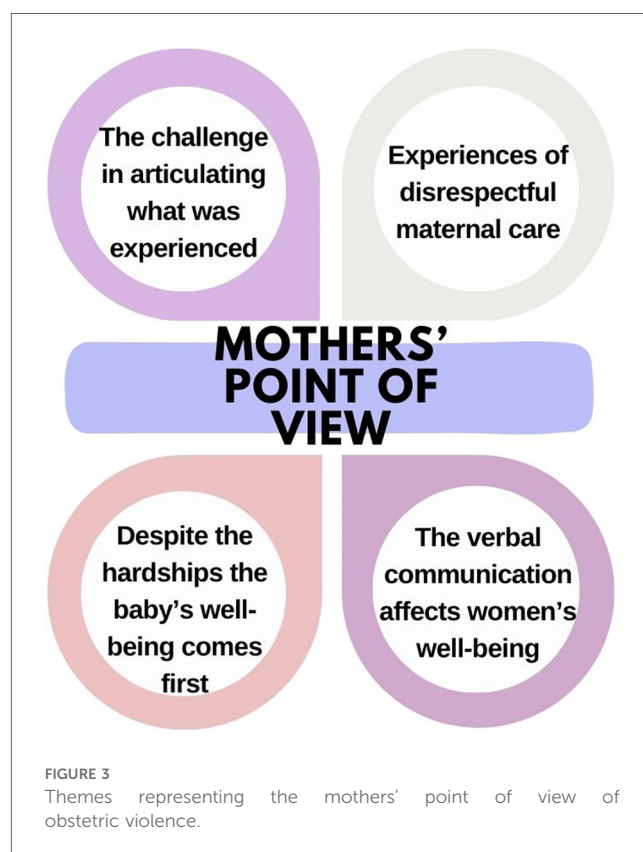 The challenge
in articulating
what was
experienced
Experiences of
disrespectful
maternal care
MOTHERS’
POINT OF
VIEW
Despite the
hardships the
baby’s well-
being comes
first
The verbal
communication
affects women’s
well-being
FIGURE 3
Themes representing the mothers’ point of view of
obstetric violence.